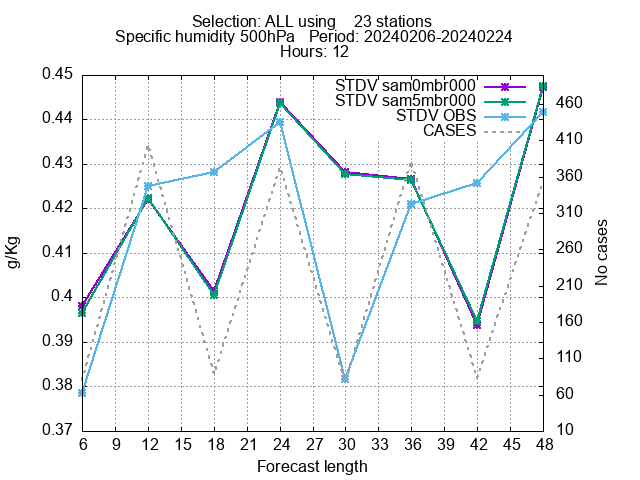 Selection: ALL using    23 stations
Specific humidity 500hPa   Period: 20240206-20240224
Hours: 12
STDV sam0mbr000
STDV sam5mbr000
STDV OBS
CASES
0.45
0.44
0.43
0.42
0.41
0.4
0.39
0.38
0.37
g/Kg
460
410
360
310
260
210
160
110
60
10
No cases
6 9 12 15 18 21 24 27 30 33 36 39 42 45 48
Forecast length